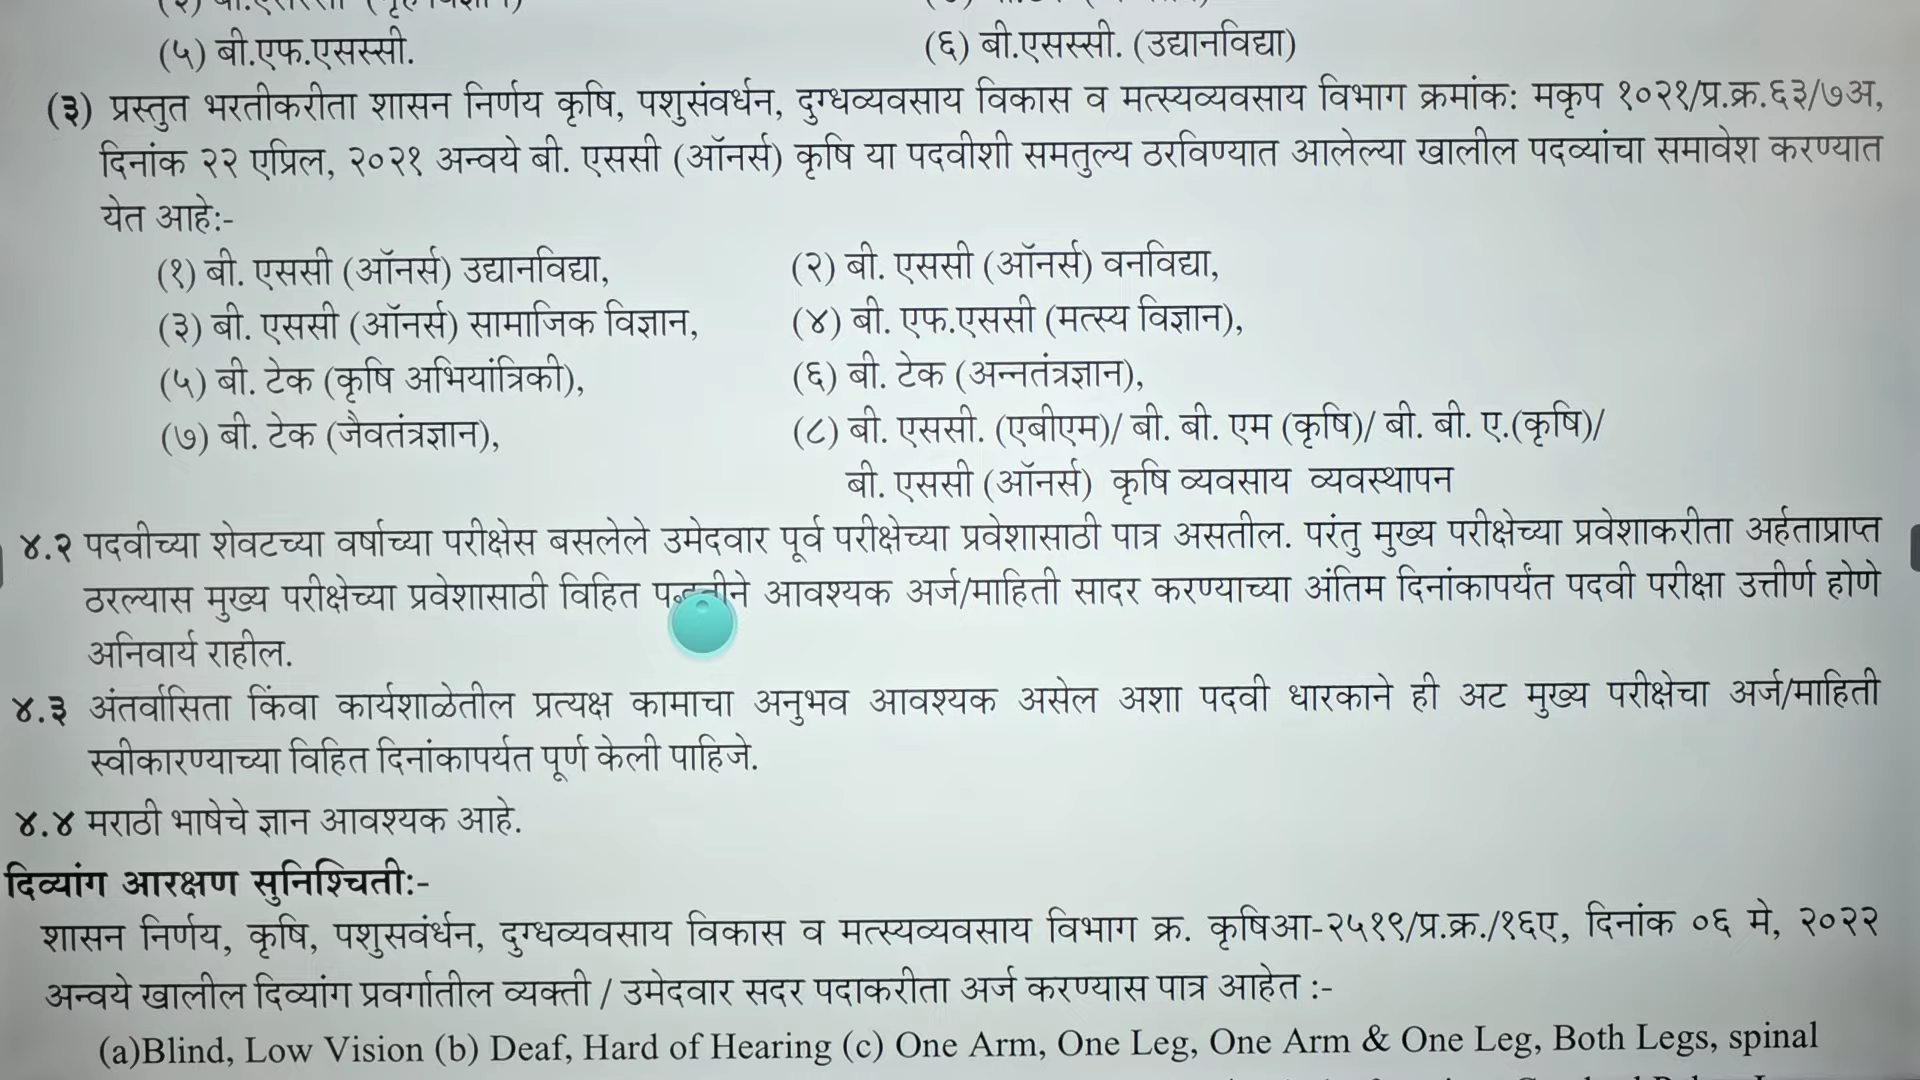 (५) बी.एफ.एसस्सी. (६) बी.एसस्सी. (उद्यानविद्या)
(३) प्रस्तुत भरतीकरीता शासन निर्णय कृषि, पशुसंवर्धन, दुग्धव्यवसाय विकास व मत्स्यव्यवसाय विभाग क्रमांक: मकृप १०२१/प्र.क्र.६३/७अ,
दिनांक २२ एप्रिल, २०२१ अन्वये बी. एससी (ऑनर्स) कृषि या पदवीशी समतुल्य ठरविण्यात आलेल्या खालील पदव्यांचा समावेश करण्यात
येत आहे:-
(१) बी. एससी (ऑनर्स) उद्यानविद्या, (२) बी. एससी (ऑनर्स) वनविद्या,
(३) बी. एससी (ऑनर्स) सामाजिक विज्ञान, (४) बी. एफ.एससी (मत्स्य विज्ञान),
(५) बी. टेक (कृषि अभियांत्रिकी), (६) बी. टेक (अन्नतंत्रज्ञान),
(७) बी. टेक (जैवतंत्रज्ञान), (८) बी. एससी. (एबीएम)/ बी. बी. एम (कृषि)/ बी. बी. ए.(कृषि)/
बी. एससी (ऑनर्स) कृषि व्यवसाय व्यवस्थापन
४.२ पदवीच्या शेवटच्या वर्षाच्या परीक्षेस बसलेले उमेदवार पूर्व परीक्षेच्या प्रवेशासाठी पात्र असतील. परंतु मुख्य परीक्षेच्या प्रवेशाकरीता अर्हताप्राप्त
ठरल्यास मुख्य परीक्षेच्या प्रवेशासाठी विहित पद्धतीने आवश्यक अर्ज/माहिती सादर करण्याच्या अंतिम दिनांकापर्यंत पदवी परीक्षा उत्तीर्ण होणे
अनिवार्य राहील.
४.३ अंतर्वासिता किंवा कार्यशाळेतील प्रत्यक्ष कामाचा अनुभव आवश्यक असेल अशा पदवी धारकाने ही अट मुख्य परीक्षेचा अर्ज/माहिती
स्वीकारण्याच्या विहित दिनांकापर्यत पूर्ण केली पाहिजे.
४.४ मराठी भाषेचे ज्ञान आवश्यक आहे.
दिव्यांग आरक्षण सुनिश्चिती:-
शासन निर्णय, कृषि, पशुसवंर्धन, दुग्धव्यवसाय विकास व मत्स्यव्यवसाय विभाग क्र. कृषिआ-२५१९/प्र.क्र./१६ए, दिनांक ०६ मे, २०२२
अन्वये खालील दिव्यांग प्रवर्गातील व्यक्ती / उमेदवार सदर पदाकरीता अर्ज करण्यास पात्र आहेत :-
(a)Blind, Low Vision (b) Deaf, Hard of Hearing (c) One Arm, One Leg, One Arm & One Leg, Both Legs, spinal